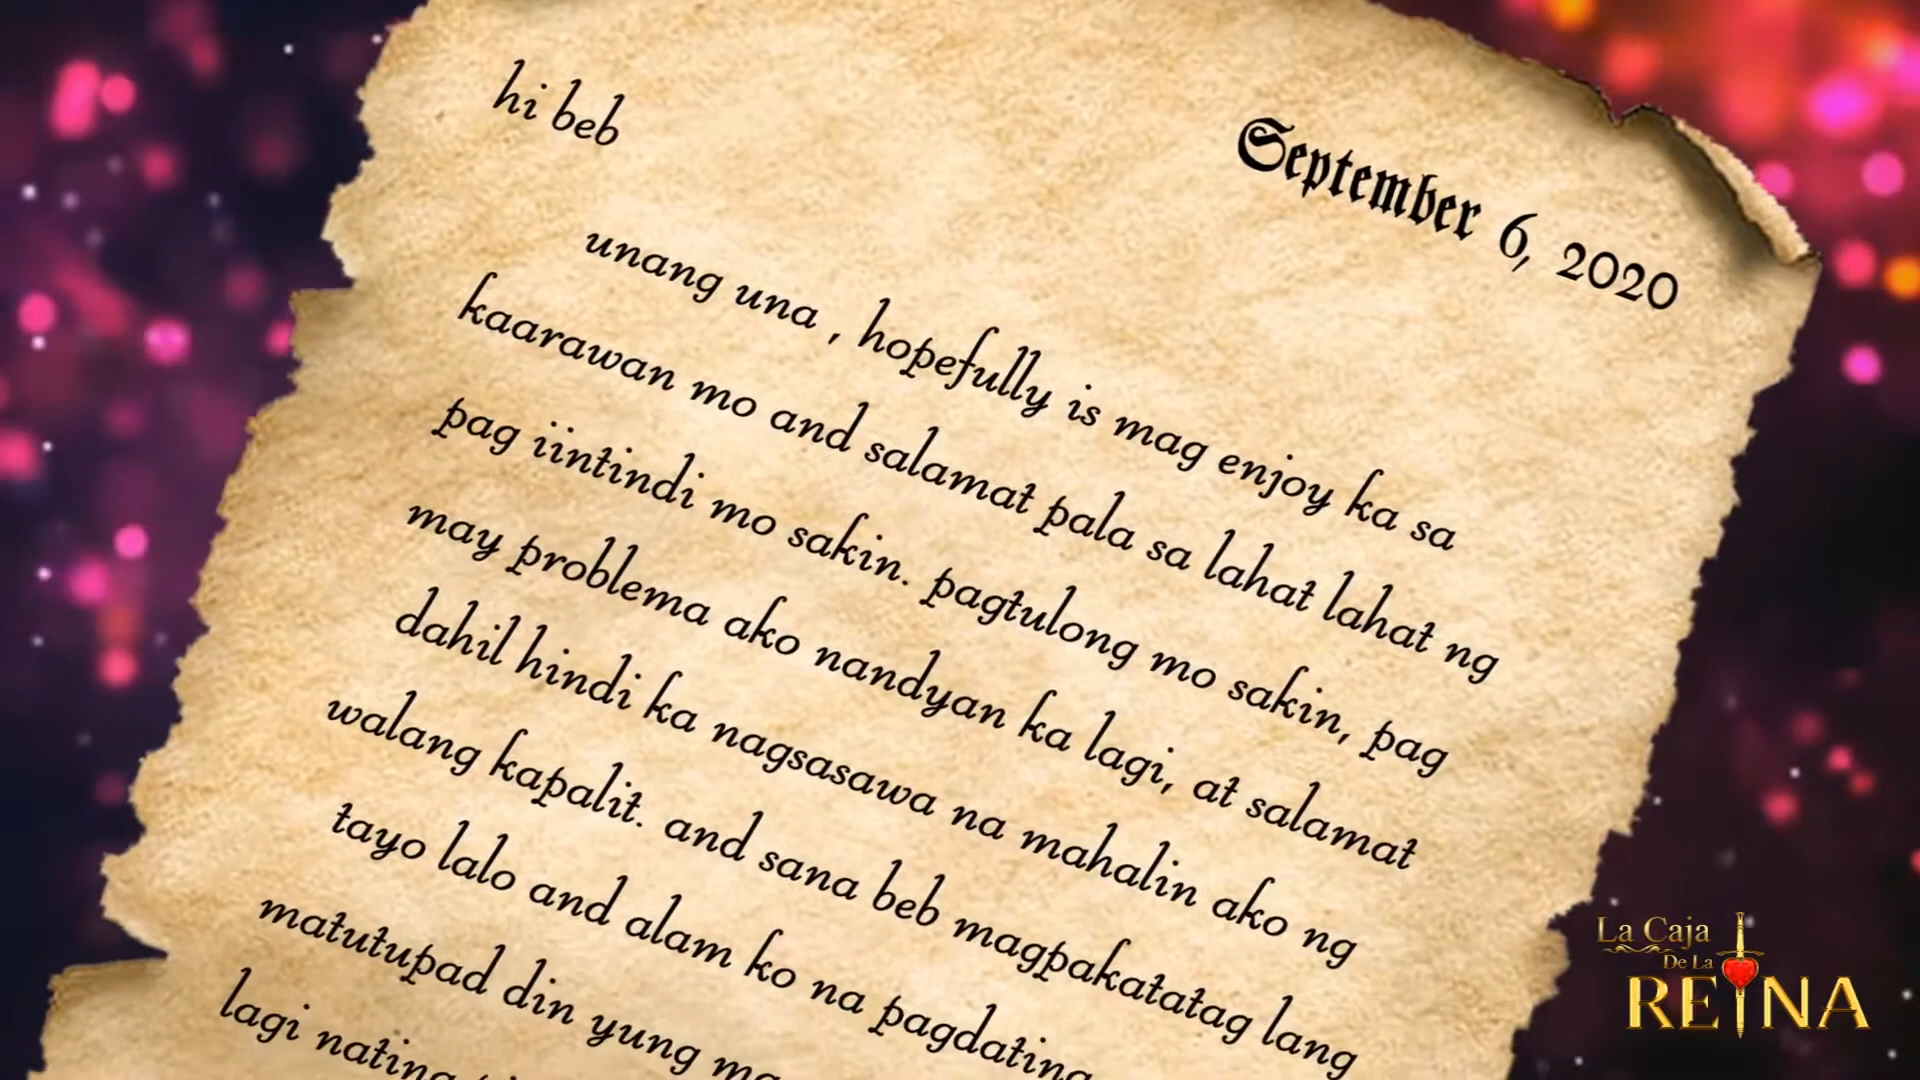 hi beb
September 6, 2020
unang una , hopefully is mag enjoy ka sa
kaarawan mo and salamat pala sa lahat lahat ng
pag iintindi mo sakin. pagtulong mo sakin, pag
may problema ako nandyan ka lagi, at salamat
dahil hindi ka nagsasawa na mahalin ako ng
walang kapalit. and sana beb magpakatatag lang
tayo lalo and alam ko na pagdating
matutupad din yung
lagi nating
La Caja
De La
REINA